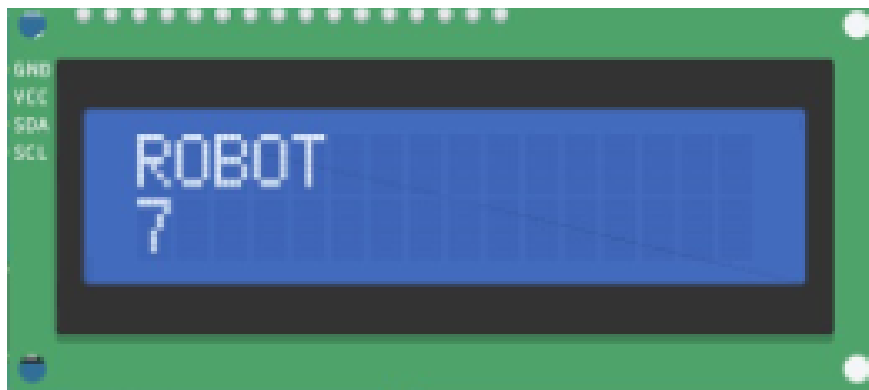 GND
VCC
SDA
SCL
ROBOT
7